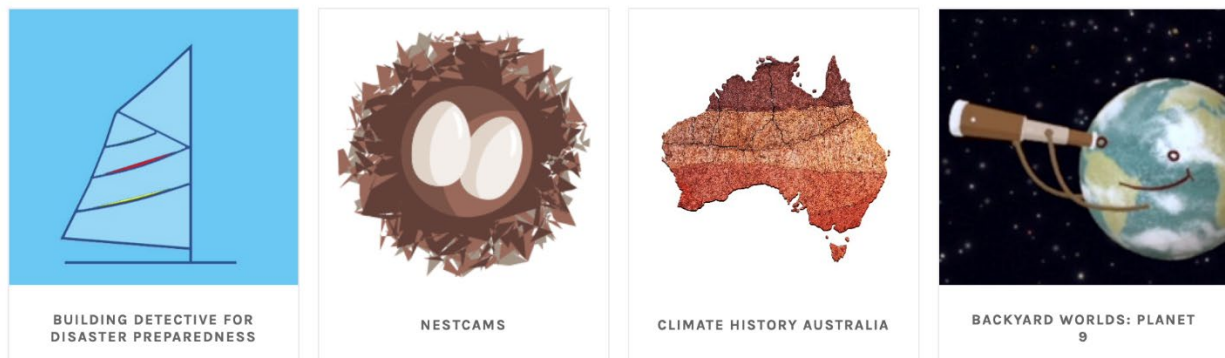 BUILDING DETECTIVE FOR
DISASTER PREPAREDNESS
NESTCAMS
CLIMATE HISTORY AUSTRALIA
BACKYARD WORLDS: PLANET
9